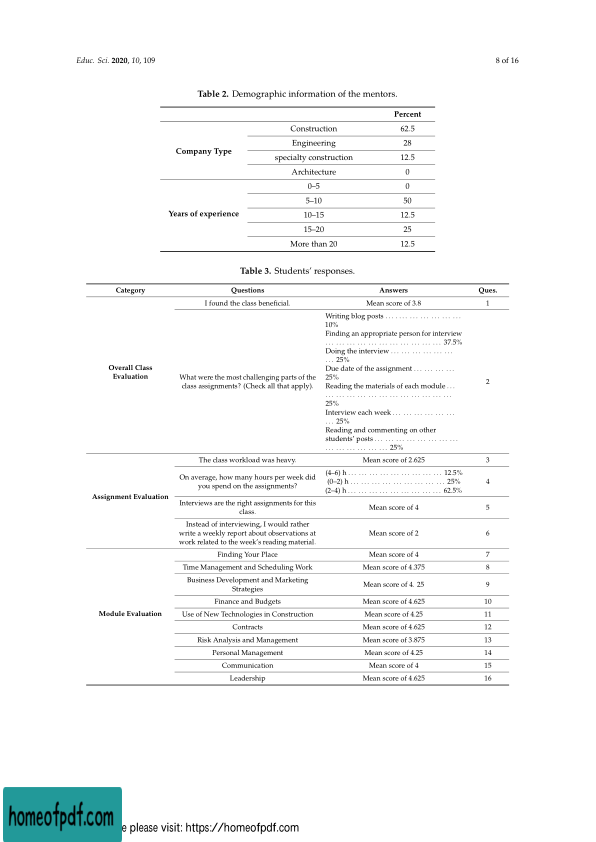 Educ. Sci. 2020, 10, 109 8 of 16
Table 2. Demographic information of the mentors.
Percent
Company Type
Construction 62.5
Engineering 28
specialty construction 12.5
Architecture 0
Years of experience
0–5 0
5–10 50
10–15 12.5
15–20 25
More than 20 12.5
Table 3. Students' responses.
Category Questions Answers Ques.
Overall Class
Evaluation
I found the class beneficial. Mean score of 3.8 1
What were the most challenging parts of the
class assignments? (Check all that apply).
Writing blog posts . . . . . . . . . . . . . . . . . . . . .
10%
Finding an appropriate person for interview
. . . . . . . . . . . . . . . . . . . . . . . . . . . . . . . . . 37.5%
Doing the interview . . . . . . . . . . . . . . . . . .
. . . 25%
Due date of the assignment . . . . . . . . . . . .
25%
Reading the materials of each module . . .
. . . . . . . . . . . . . . . . . . . . . . . . . . . . . . . . . . . .
25%
Interview each week . . . . . . . . . . . . . . . . . .
. . . 25%
Reading and commenting on other
students' posts . . . . . . . . . . . . . . . . . . . . . . . .
. . . . . . . . . . . . . . . . . . 25%
2
Assignment Evaluation
The class workload was heavy. Mean score of 2.625 3
On average, how many hours per week did
you spend on the assignments?
(4–6) h . . . . . . . . . . . . . . . . . . . . . . . . . . . 12.5%
(0–2) h . . . . . . . . . . . . . . . . . . . . . . . . . . . 25%
(2–4) h . . . . . . . . . . . . . . . . . . . . . . . . . . . 62.5%
4
Interviews are the right assignments for this
class.
Mean score of 4 5
Instead of interviewing, I would rather
write a weekly report about observations at
work related to the week's reading material.
Mean score of 2 6
Module Evaluation
Finding Your Place Mean score of 4 7
Time Management and Scheduling Work Mean score of 4.375 8
Business Development and Marketing
Strategies
Mean score of 4. 25 9
Finance and Budgets Mean score of 4.625 10
Use of New Technologies in Construction Mean score of 4.25 11
Contracts Mean score of 4.625 12
Risk Analysis and Management Mean score of 3.875 13
Personal Management Mean score of 4.25 14
Communication Mean score of 4 15
Leadership Mean score of 4.625 16
homeofpdf.com
e please visit: https://homeofpdf.com